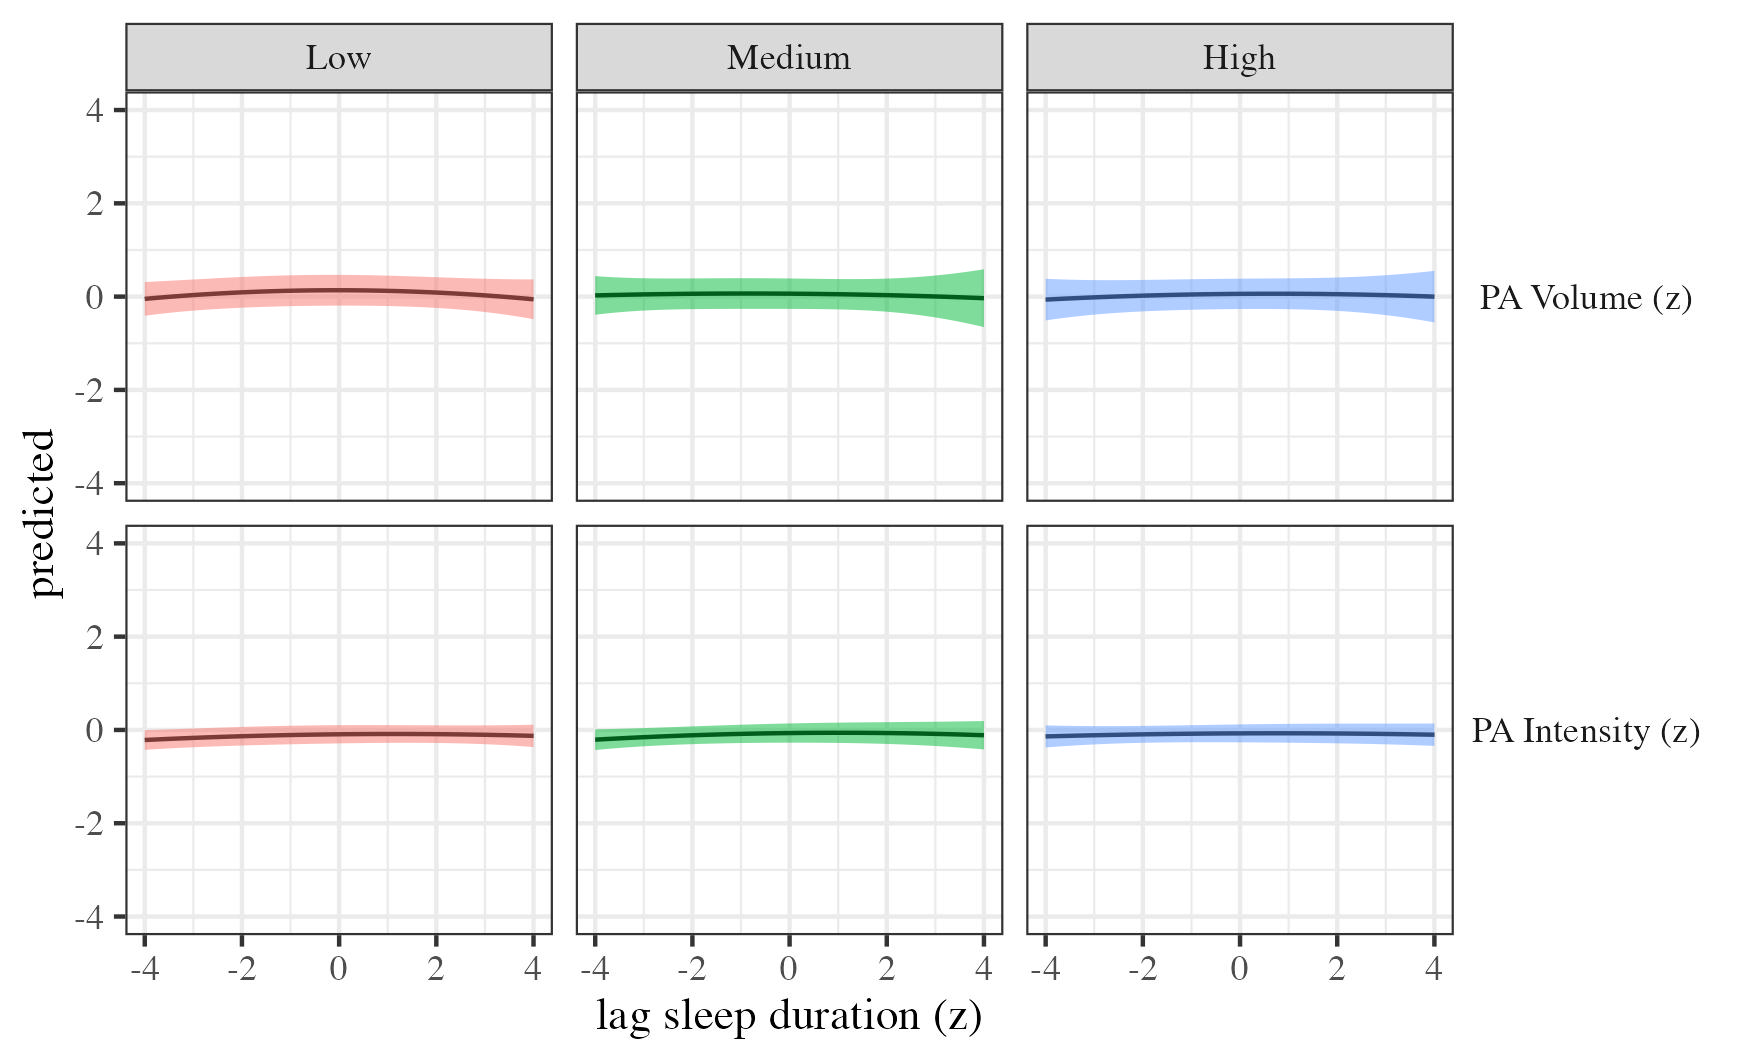 Low Medium High
4
2
0
-2
-4
PA Volume (z)
predicted
4
2
0
-2
-4
PA Intensity (z)
-4 -2 0 2 4 -4 -2 0 2 4 -4 -2 0 2 4
lag sleep duration (z)